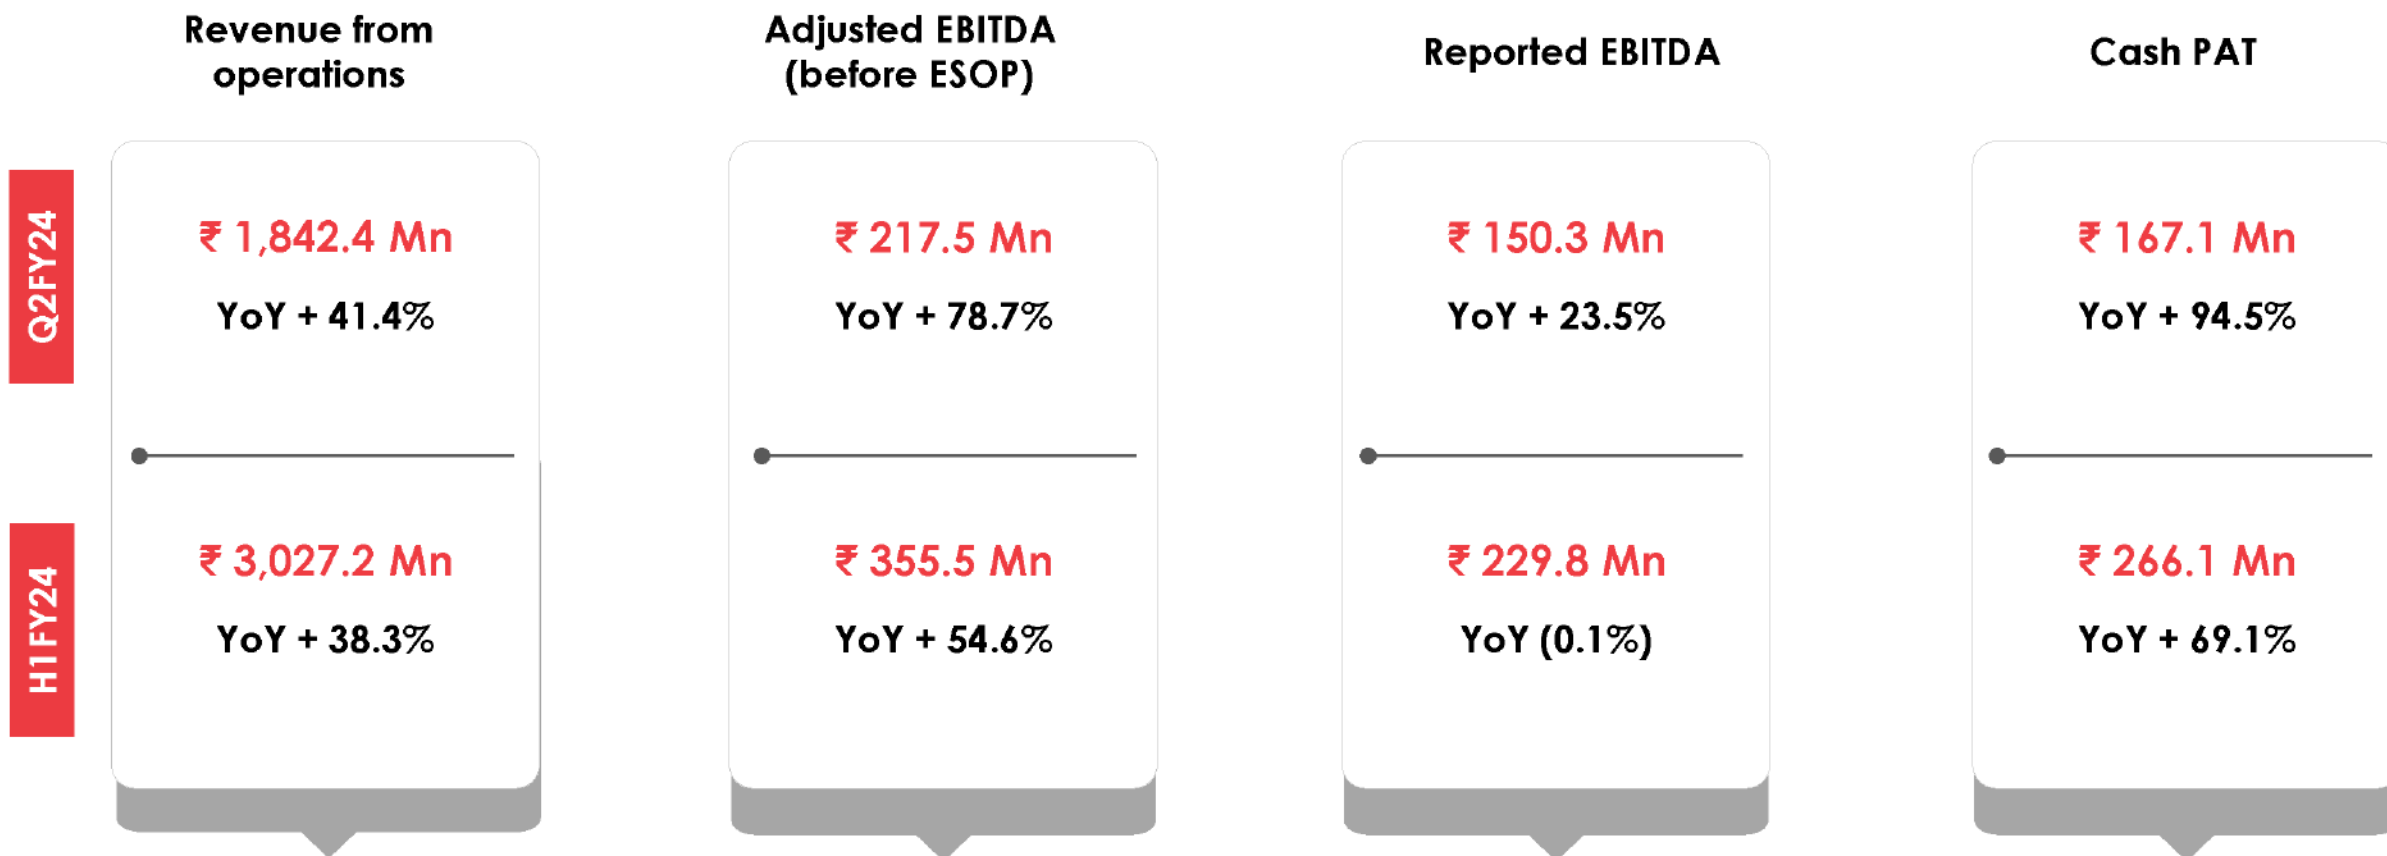 Revenue from
operations
Adjusted EBITDA
(before ESOP)
Reported EBITDA
Cash PAT
Q2FY24
₹ 1,842.4 Mn
YoY + 41.4%
₹ 217.5 Mn
YoY + 78.7%
₹ 150.3 Mn
YoY + 23.5%
₹ 167.1 Mn
YoY + 94.5%
H1FY24
₹ 3,027.2 Mn
YoY + 38.3%
₹ 355.5 Mn
YoY + 54.6%
₹ 229.8 Mn
YoY (0.1%)
₹ 266.1 Mn
YoY + 69.1%